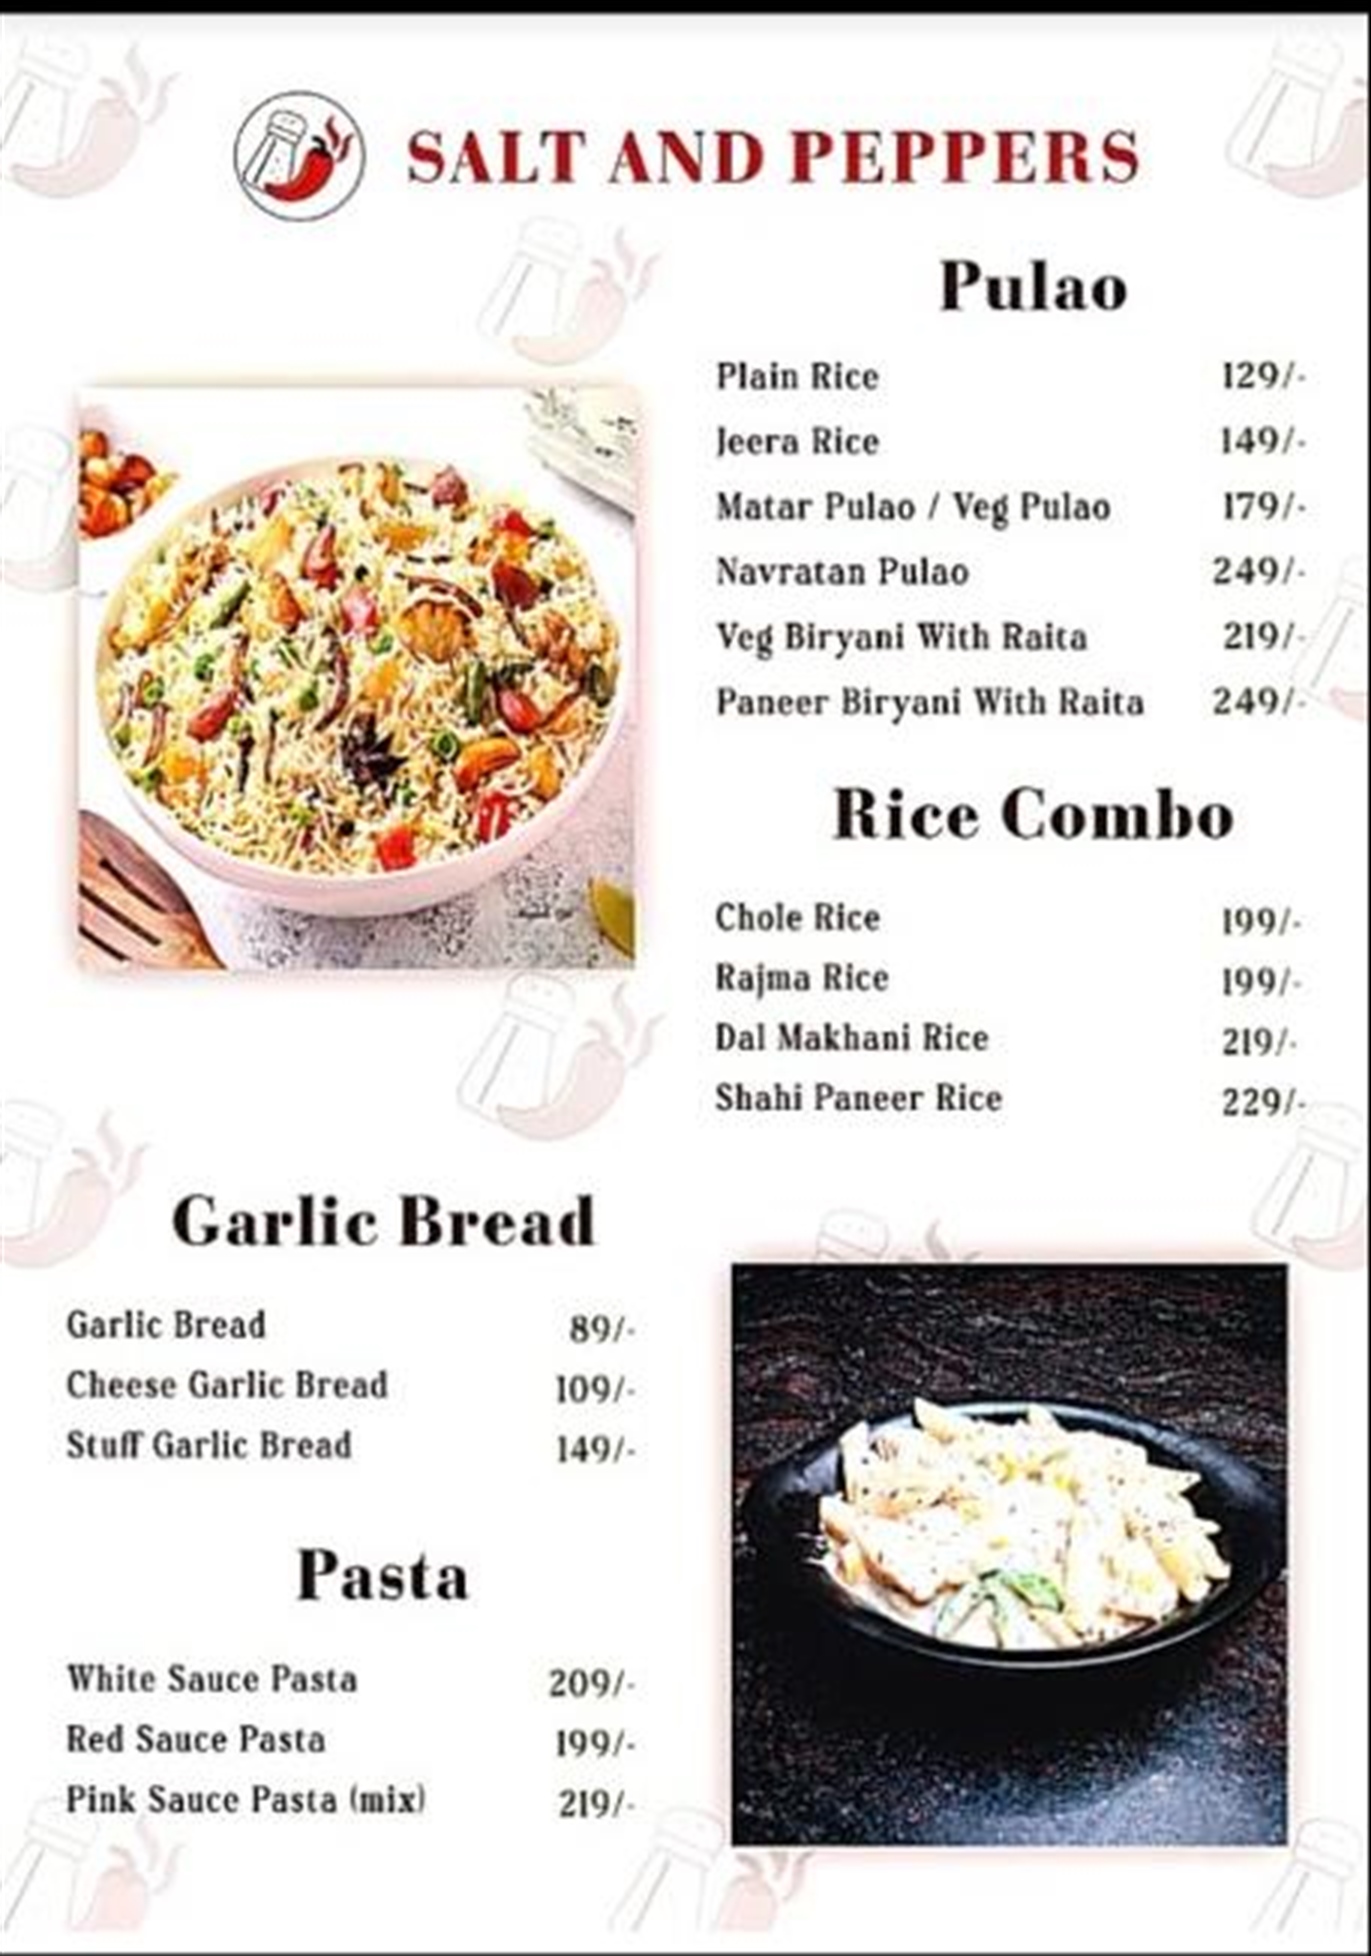 SALT AND PEPPERS
Pulao
Plain Rice 129/-
Jeera Rice 149/-
Matar Pulao / Veg Pulao 179/-
Navratan Pulao 249/-
Veg Biryani With Raita 219/-
Paneer Biryani With Raita 249/-
Rice Combo
Chole Rice 199/-
Rajma Rice 199/-
Dal Makhani Rice 219/-
Shahi Paneer Rice 229/-
Garlic Bread
Garlic Bread 89/-
Cheese Garlic Bread 109/-
Stuff Garlic Bread 149/-
Pasta
White Sauce Pasta 209/-
Red Sauce Pasta 199/-
Pink Sauce Pasta (mix) 219/-